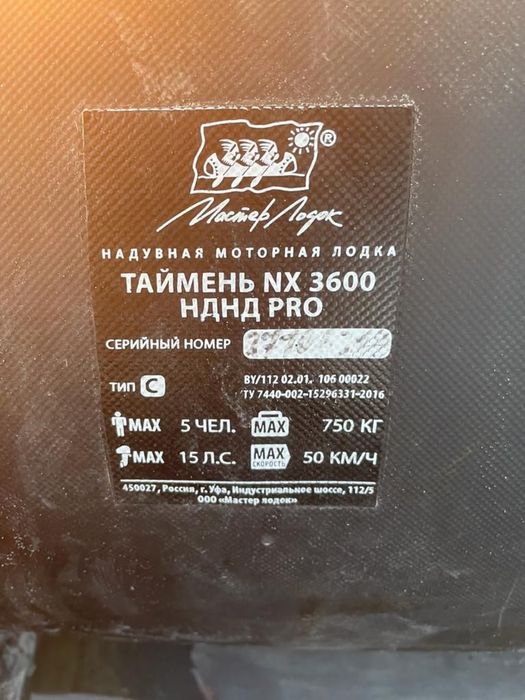 ®
Мастер Лодок
НАДУВНАЯ МОТОРНАЯ ЛОДКА
ТАЙМЕНЬ NX 3600
НДНД PRO
СЕРИЙНЫЙ НОМЕР
ТИП C
BY/112 02.01. 106 00022
ТУ 7440-002-15296331-2016
MAX 5 ЧЕЛ. MAX 750 КГ
MAX 15 Л.С. MAX СКОРОСТЬ 50 КМ/Ч
450027, Россия, г. Уфа, Индустриальное шоссе, 112/5
ООО «Мастер лодок»